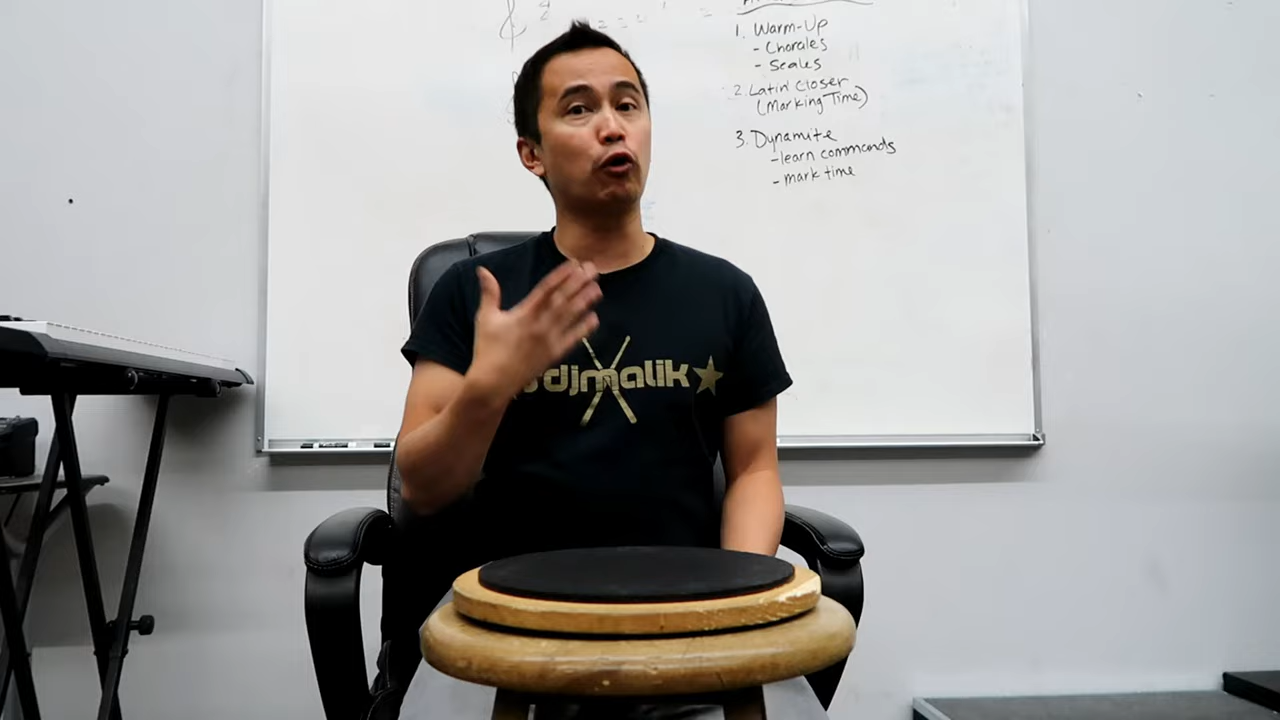 1. Warm-Up
- Chorales
- Scales
2. Latin Closer
(Marking Time)
3. Dynamite
- learn commands
- mark time
djmalik